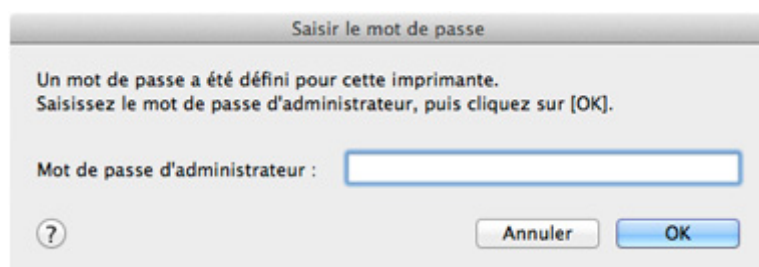 Saisir le mot de passe
Un mot de passe a été défini pour cette imprimante.
Saisissez le mot de passe d'administrateur, puis cliquez sur [OK].
Mot de passe d'administrateur :
? Annuler OK